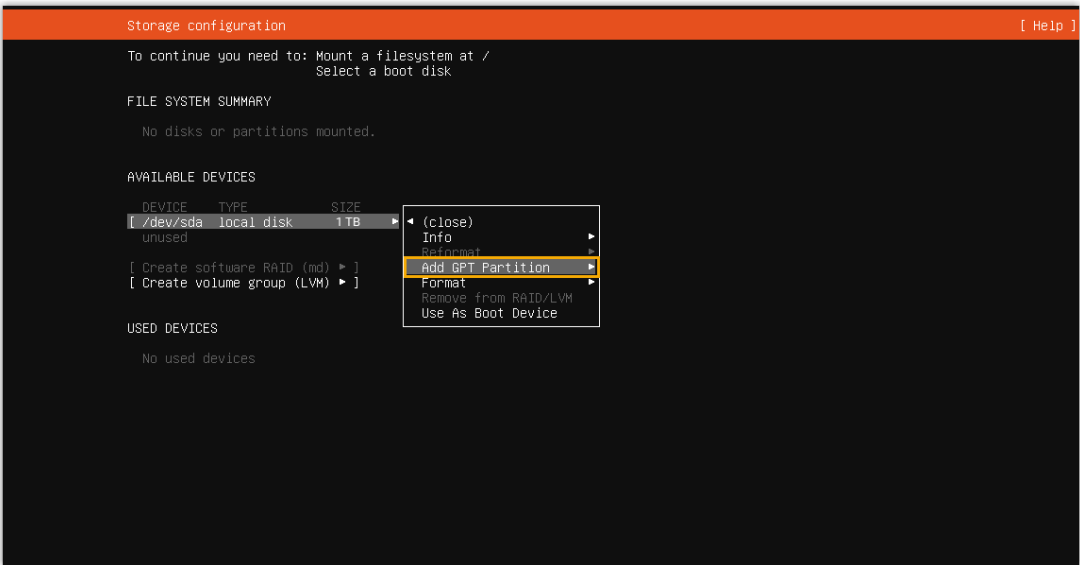 Storage configuration [ Help ]
To continue you need to: Mount a filesystem at /
Select a boot disk
FILE SYSTEM SUMMARY
No disks or partitions mounted.
AVAILABLE DEVICES
DEVICE TYPE SIZE
[ /dev/sda local disk 1 TB ►
unused
[ Create software RAID (md) ► ]
[ Create volume group (LVM) ► ]
◄ (close)
Info ►
Reformat ►
Add GPT Partition ►
Format ►
Remove from RAID/LVM
Use As Boot Device
USED DEVICES
No used devices